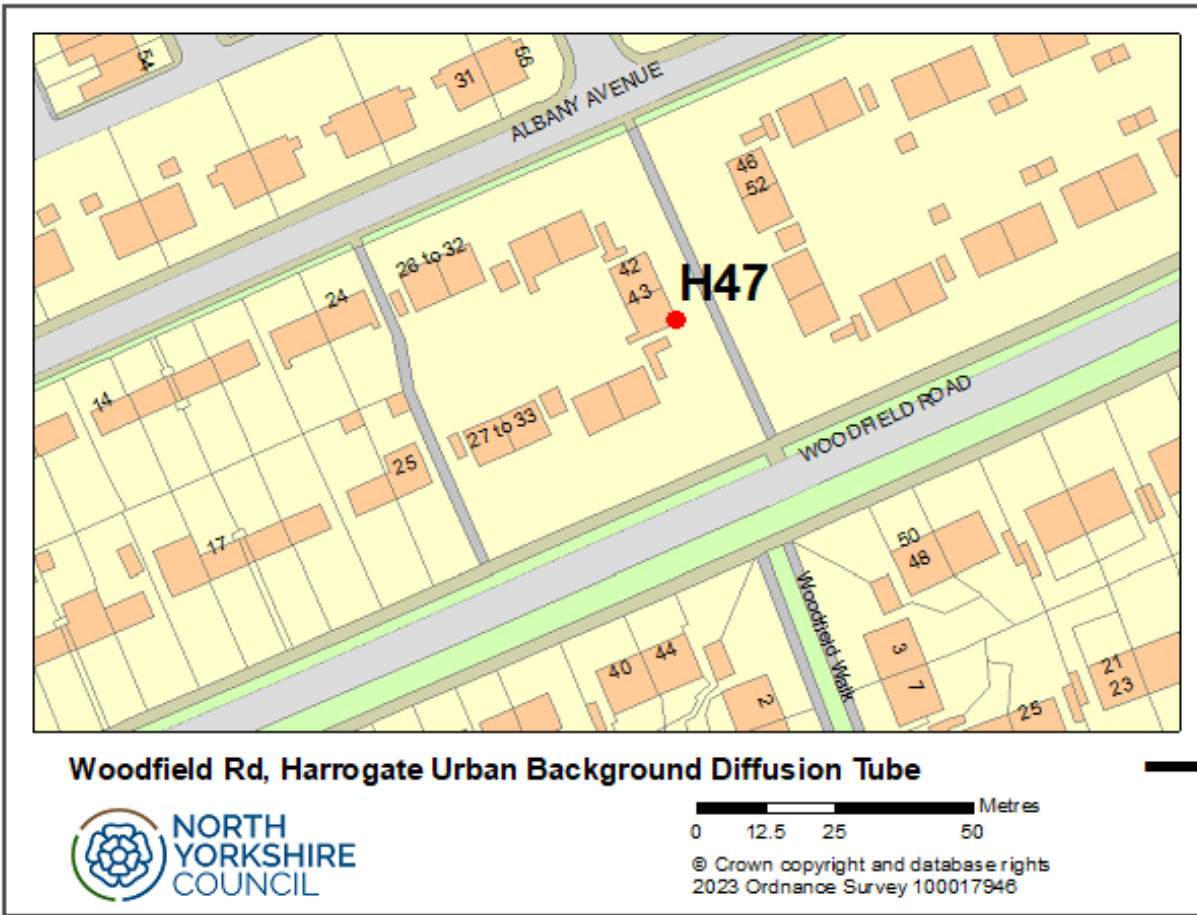 54
31
56
ALBANY AVENUE
46
52
26 to 32
42
43
H47
24
14
27 to 33
25
17
WOODFIELD ROAD
50
48
Woodfield Walk
40
44
2
3
7
21
23
25
Woodfield Rd, Harrogate Urban Background Diffusion Tube
NORTH
YORKSHIRE
COUNCIL
Metres
0 12.5 25 50
© Crown copyright and database rights
2023 Ordnance Survey 100017946